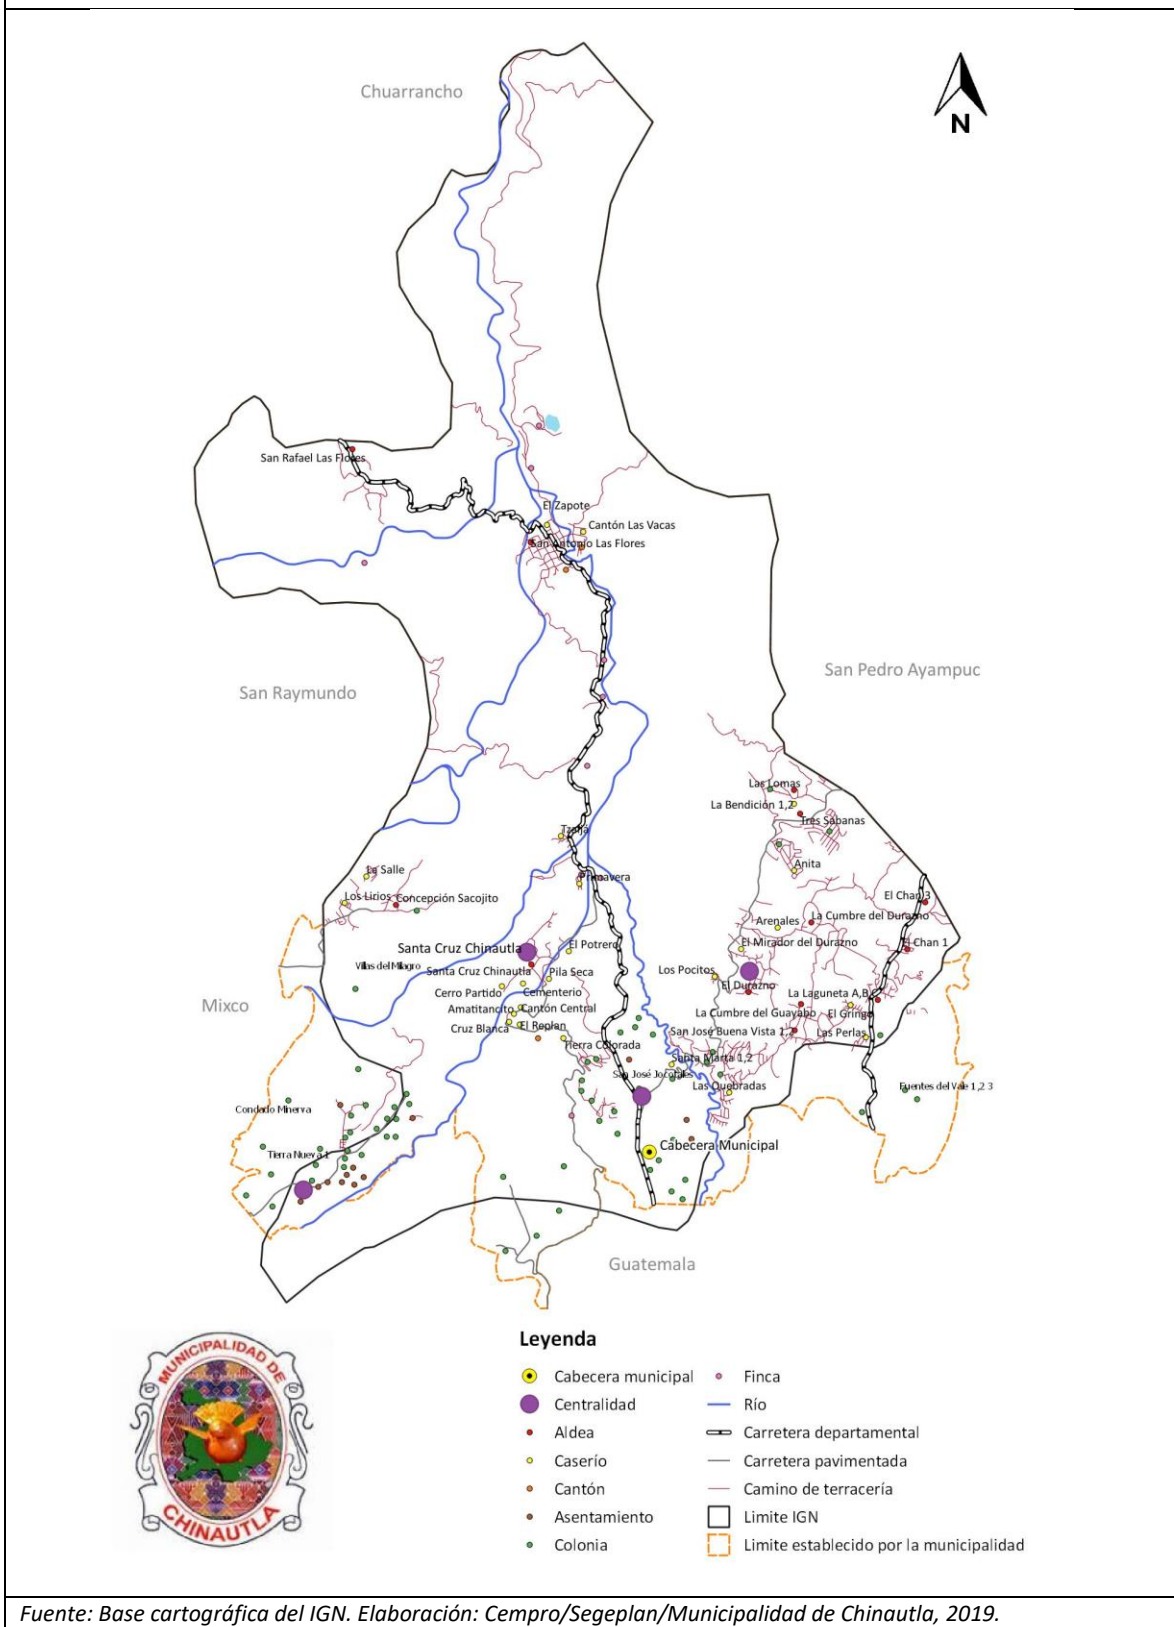 Chuarrancho
N
San Rafael Las Flores
El Zapote
Cantón Las Vacas
San Antonio Las Flores
San Raymundo
San Pedro Ayampuc
Las Lomas
La Bendición 1,2
Tres Sabanas
Tzaljá
Anita
La Salle
Primavera
Los Lirios
Concepción Sacojito
El Chan 3
Arenales
La Cumbre del Durazno
Santa Cruz Chinautla
El Potrero
El Mirador del Durazno
El Chan 1
Villas del Milagro
Santa Cruz Chinautla
Pila Seca
Los Pocitos
El Durazno
Mixco
Cerro Partido
Cementerio
La Laguneta A,B,C
Amatitancito
Cantón Central
La Cumbre del Guayabo
El Gringo
Cruz Blanca
El Replan
San José Buena Vista 1,2
Las Perlas
Tierra Colorada
Santa Marta 1,2
San José Jocotales
Las Quebradas
Fuentes del Valle 1,2 3
Condado Minerva
Tierra Nueva 1
Cabecera Municipal
Guatemala
MUNICIPALIDAD DE
CHINAUTLA
Leyenda
Cabecera municipal
Finca
Centralidad
Río
Aldea
Carretera departamental
Caserío
Carretera pavimentada
Cantón
Camino de terracería
Asentamiento
Limite IGN
Colonia
Limite establecido por la municipalidad
Fuente: Base cartográfica del IGN. Elaboración: Cempro/Segeplan/Municipalidad de Chinautla, 2019.